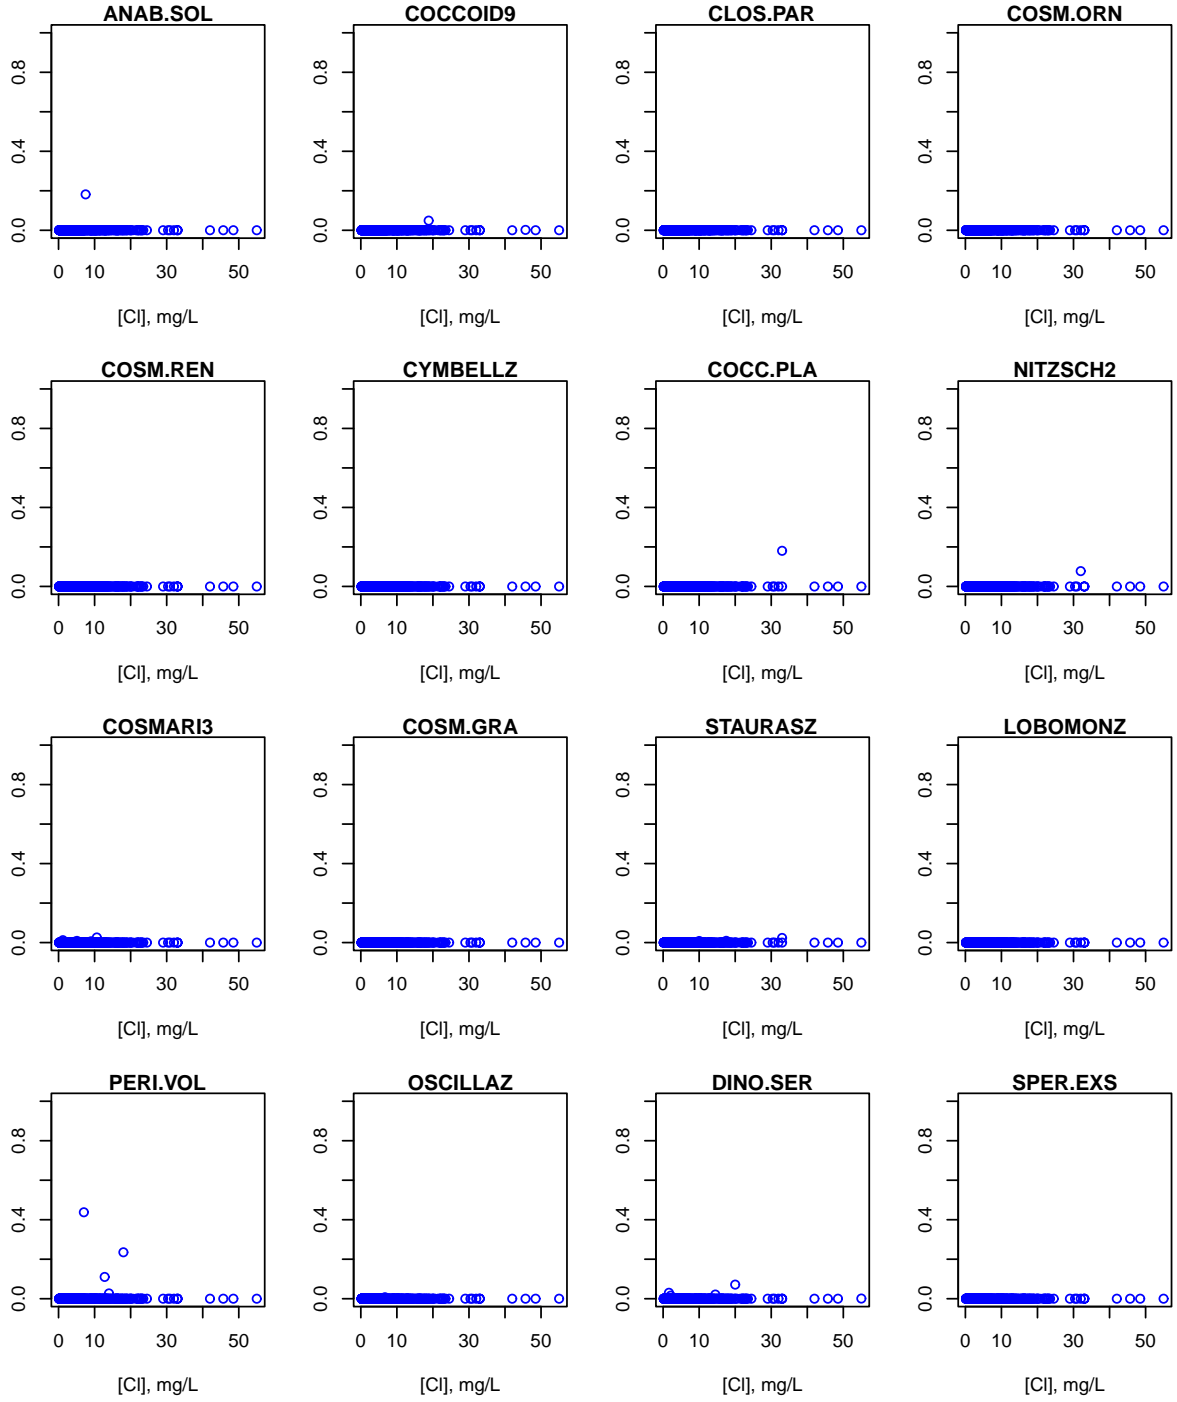 ANAB.SOL COCCOID9 CLOS.PAR COSM.ORN
0.8 0.8 0.8 0.8
0.4 0.4 0.4 0.4
0.0 0.0 0.0 0.0
0 10 30 50 0 10 30 50 0 10 30 50 0 10 30 50
[Cl], mg/L [Cl], mg/L [Cl], mg/L [Cl], mg/L
COSM.REN CYMBELLZ COCC.PLA NITZSCH2
0.8 0.8 0.8 0.8
0.4 0.4 0.4 0.4
0.0 0.0 0.0 0.0
0 10 30 50 0 10 30 50 0 10 30 50 0 10 30 50
[Cl], mg/L [Cl], mg/L [Cl], mg/L [Cl], mg/L
COSMARI3 COSM.GRA STAURASZ LOBOMONZ
0.8 0.8 0.8 0.8
0.4 0.4 0.4 0.4
0.0 0.0 0.0 0.0
0 10 30 50 0 10 30 50 0 10 30 50 0 10 30 50
[Cl], mg/L [Cl], mg/L [Cl], mg/L [Cl], mg/L
PERI.VOL OSCILLAZ DINO.SER SPER.EXS
0.8 0.8 0.8 0.8
0.4 0.4 0.4 0.4
0.0 0.0 0.0 0.0
0 10 30 50 0 10 30 50 0 10 30 50 0 10 30 50
[Cl], mg/L [Cl], mg/L [Cl], mg/L [Cl], mg/L